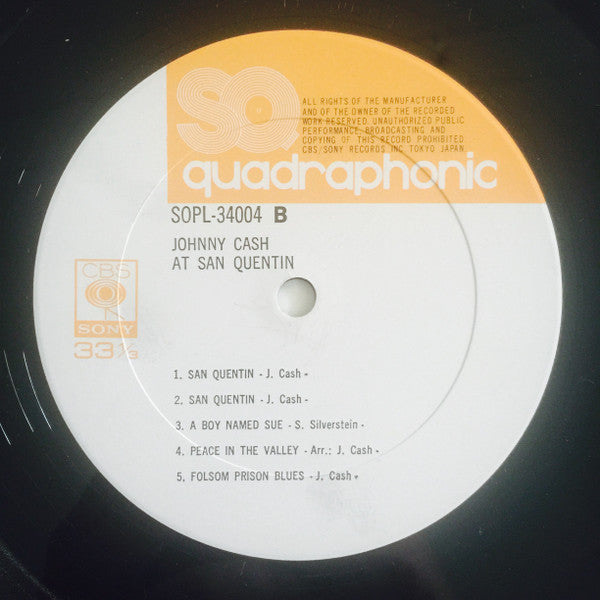 SQ
ALL RIGHTS OF THE MANUFACTURER
AND OF THE OWNER OF THE RECORDED
WORK RESERVED. UNAUTHORIZED PUBLIC
PERFORMANCE, BROADCASTING AND
COPYING OF THIS RECORD PROHIBITED.
CBS/SONY RECORDS INC. TOKYO JAPAN
quadraphonic
SOPL-34004 B
JOHNNY CASH
AT SAN QUENTIN
CBS
SONY
33⅓
1. SAN QUENTIN - J. Cash -
2. SAN QUENTIN - J. Cash -
3. A BOY NAMED SUE - S. Silverstein -
4. PEACE IN THE VALLEY - Arr.: J. Cash -
5. FOLSOM PRISON BLUES - J. Cash -